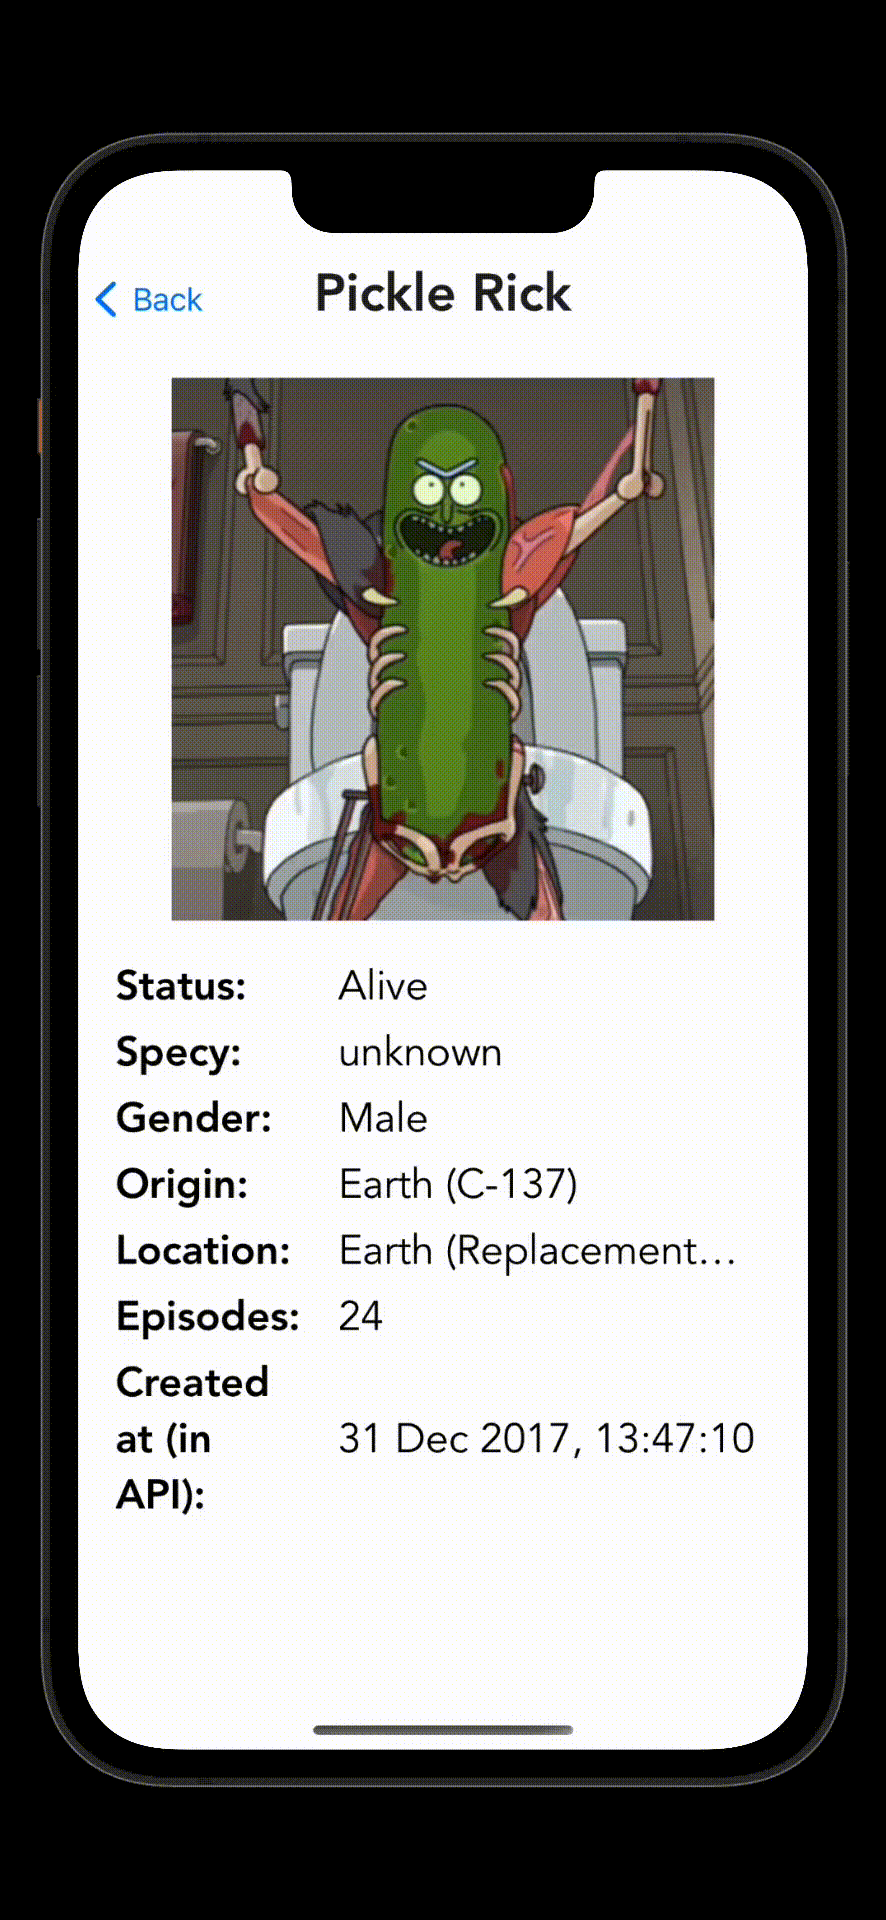 Back
Pickle Rick
Status: Alive
Specy: unknown
Gender: Male
Origin: Earth (C-137)
Location: Earth (Replacement...
Episodes: 24
Created
at (in 31 Dec 2017, 13:47:10
API):